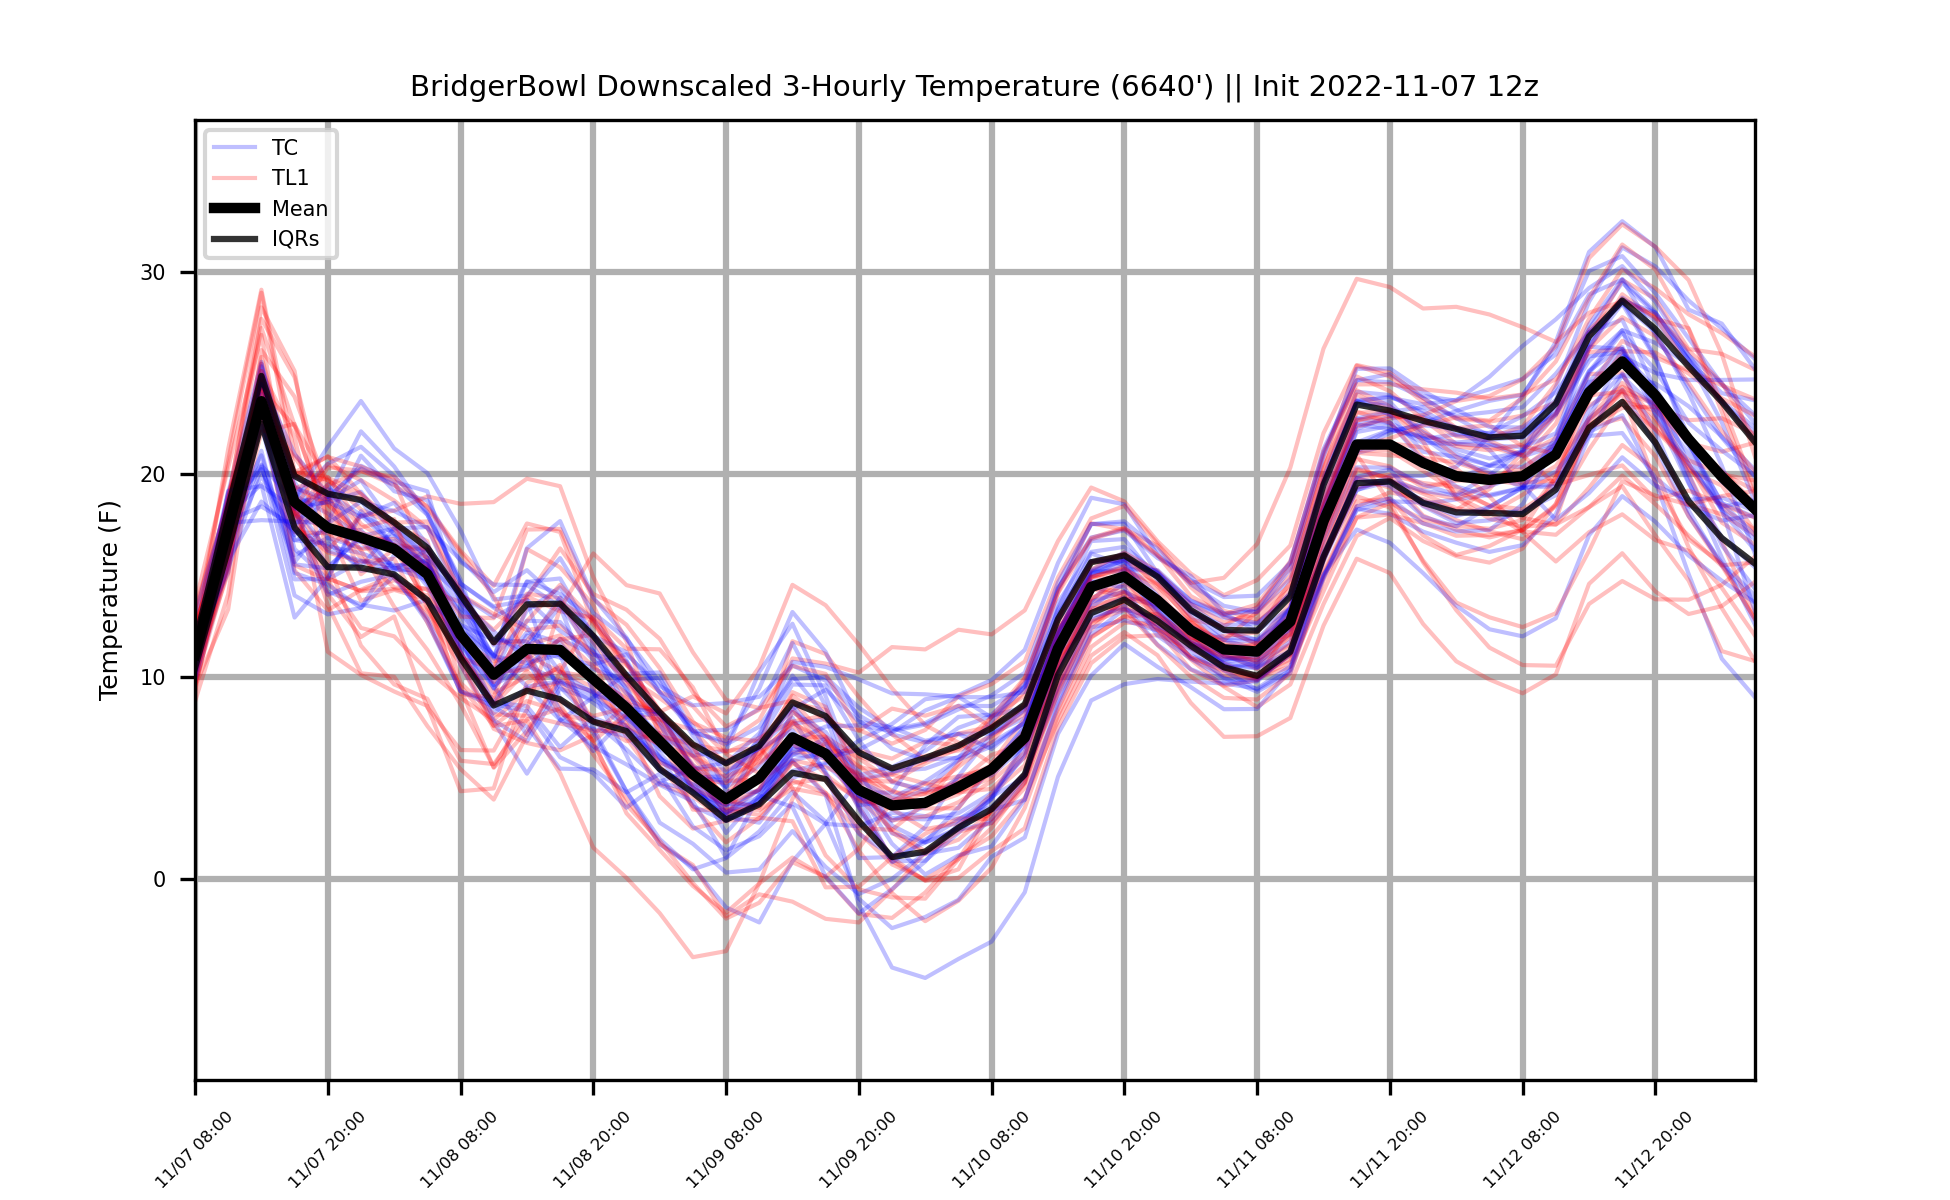 BridgerBowl Downscaled 3-Hourly Temperature (6640') || Init 2022-11-07 12z
TC
TL1
Mean
IQRs
Temperature (F)
30
20
10
0
11/07 08:00
11/07 20:00
11/08 08:00
11/08 20:00
11/09 08:00
11/09 20:00
11/10 08:00
11/10 20:00
11/11 08:00
11/11 20:00
11/12 08:00
11/12 20:00